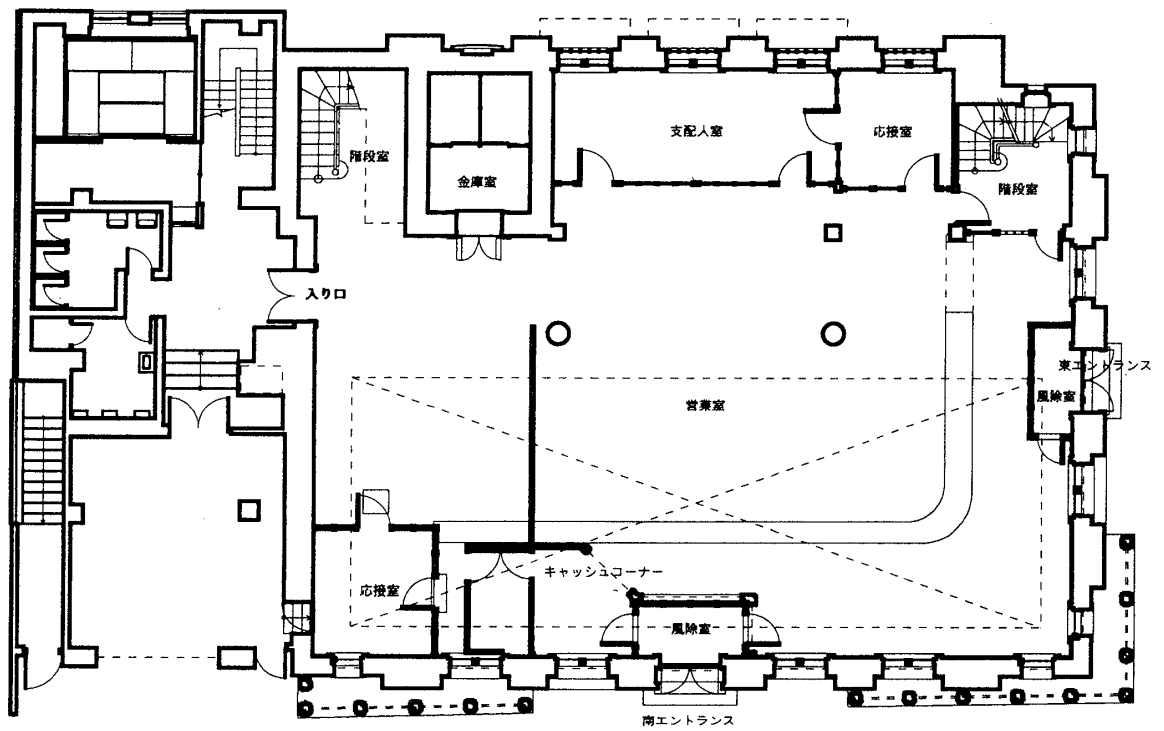 支配人室
応接室
階段室
金庫室
階段室
入り口
東エントランス
風除室
営業室
キャッシュコーナー
応接室
風除室
南エントランス